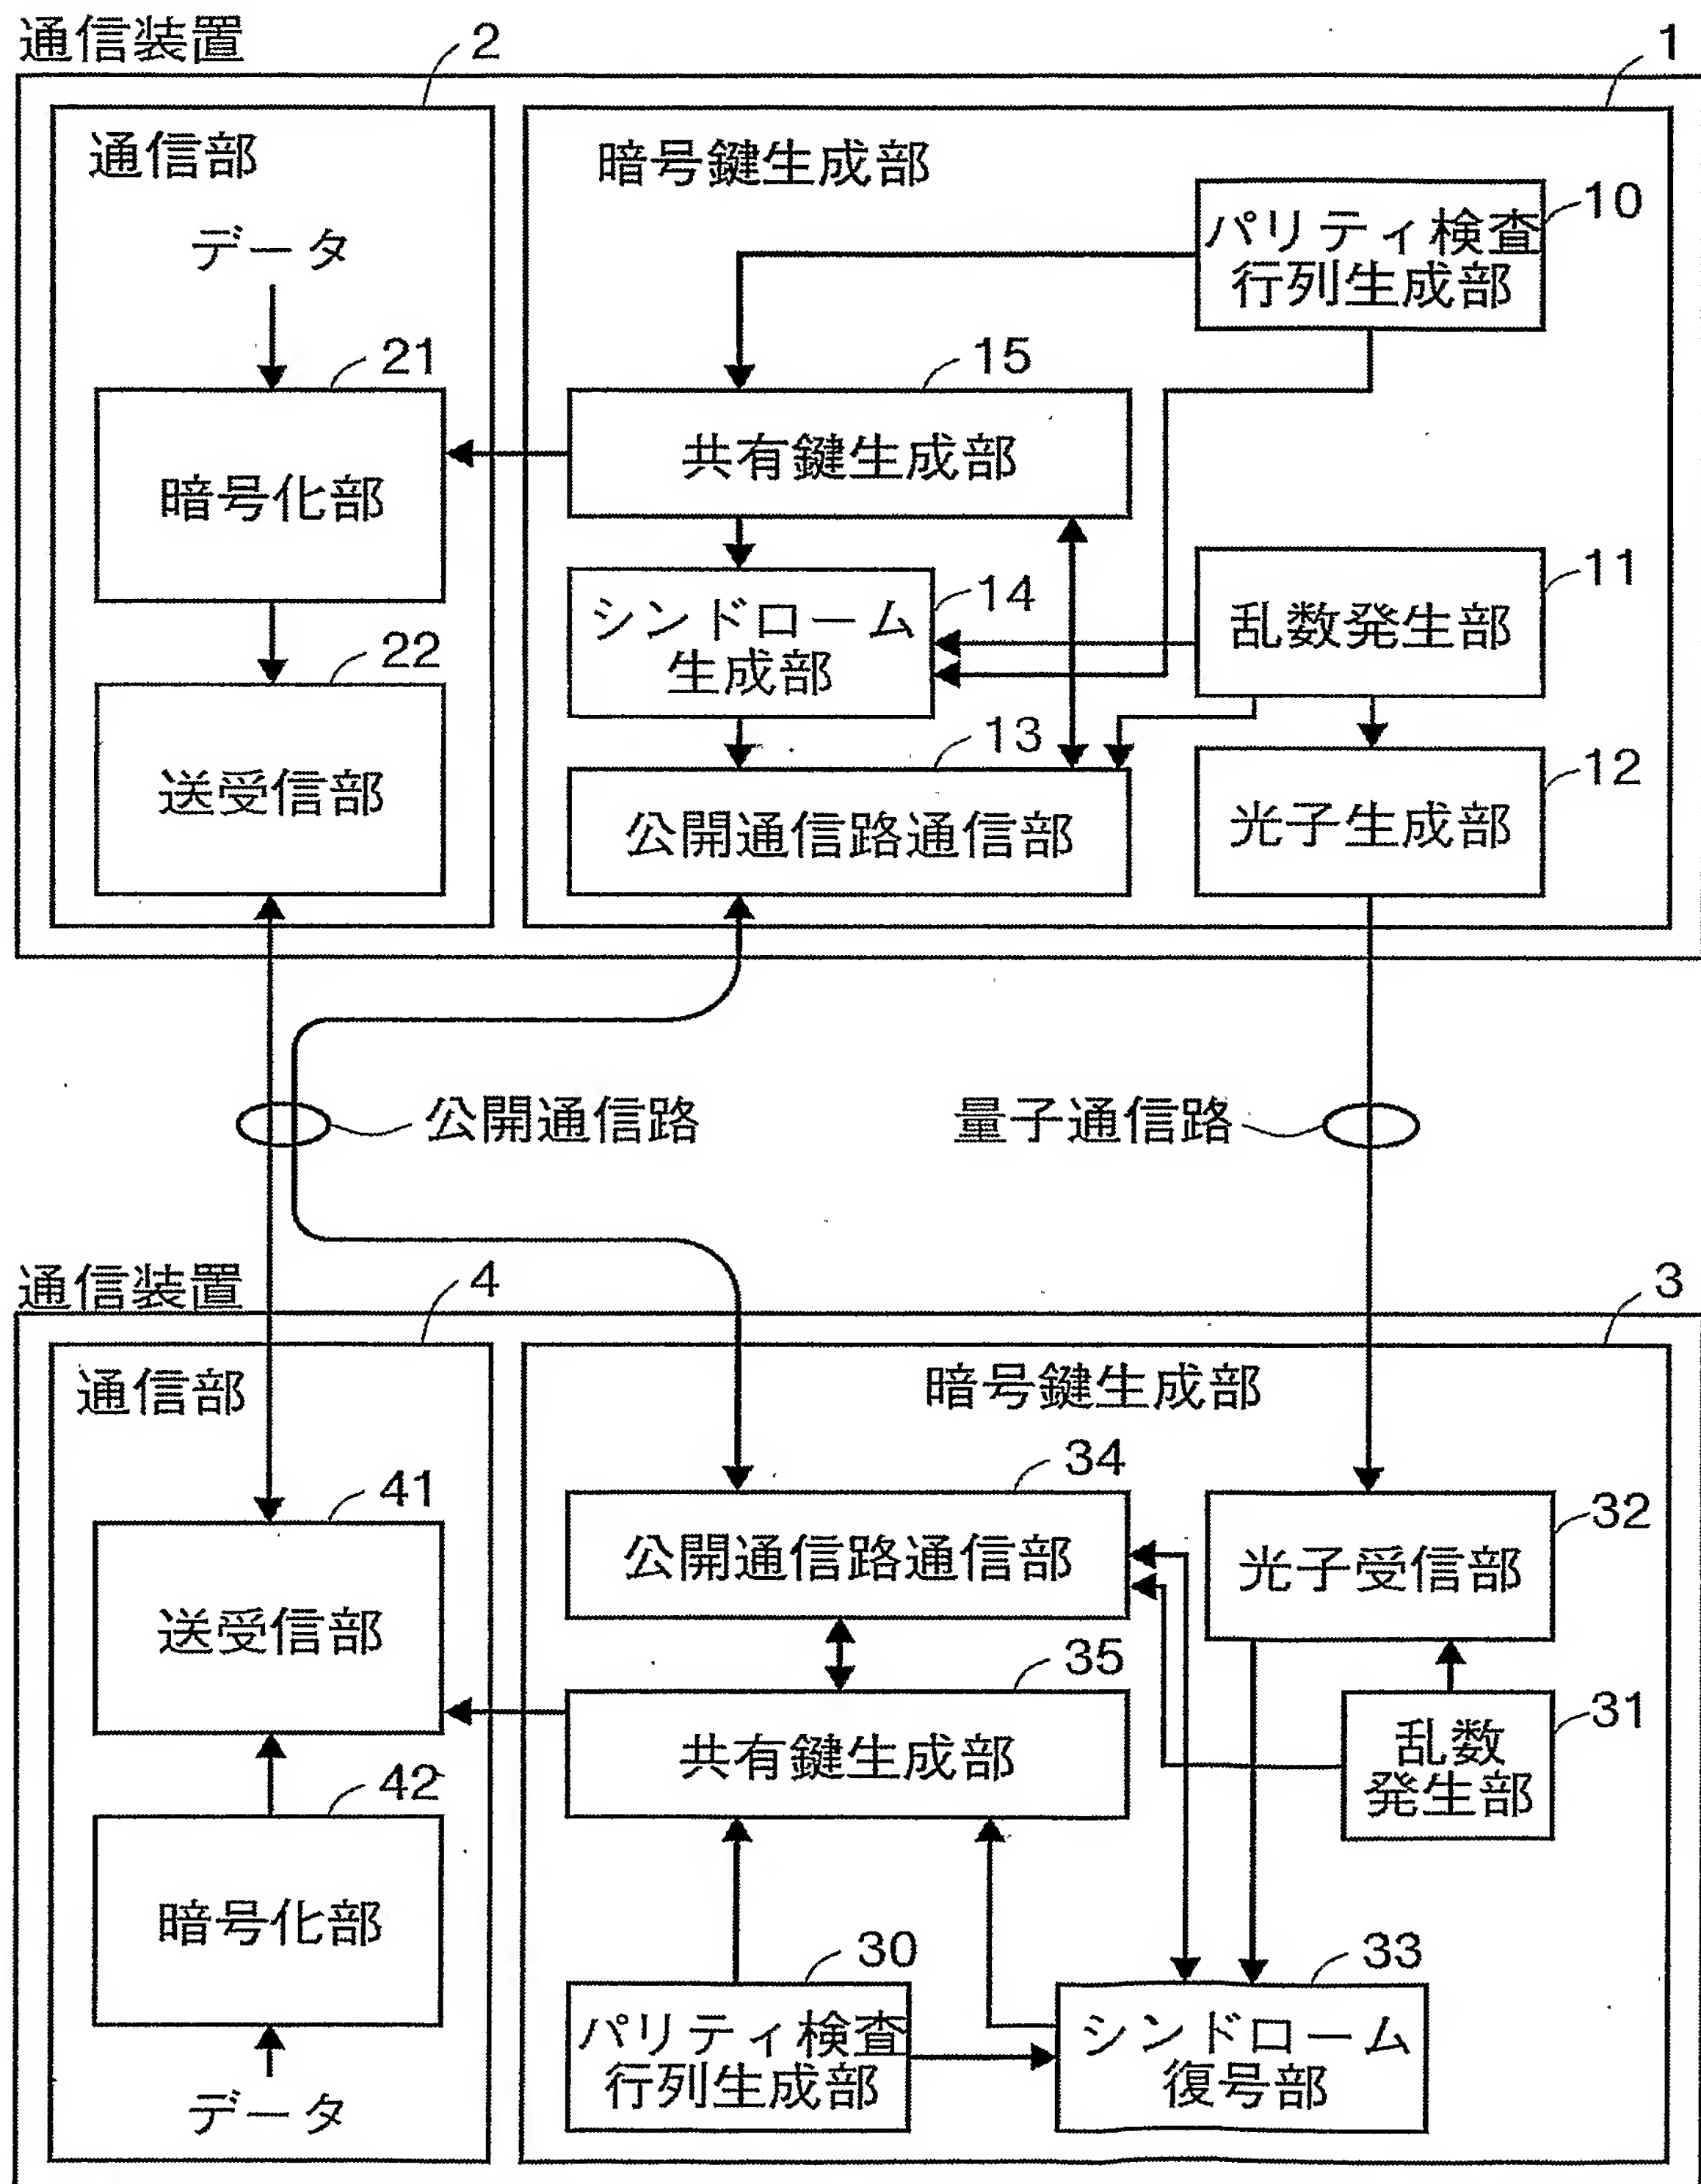 通信装置
2
1
通信部
暗号鍵生成部
データ
パリティ検査
行列生成部
10
21
15
暗号化部
共有鍵生成部
シンドローム
生成部
14
乱数発生部
11
22
13
送受信部
公開通信路通信部
光子生成部
12
公開通信路
量子通信路
通信装置
4
3
通信部
暗号鍵生成部
41
34
送受信部
公開通信路通信部
光子受信部
32
35
共有鍵生成部
乱数
発生部
31
42
暗号化部
30
33
パリティ検査
行列生成部
シンドローム
復号部
データ